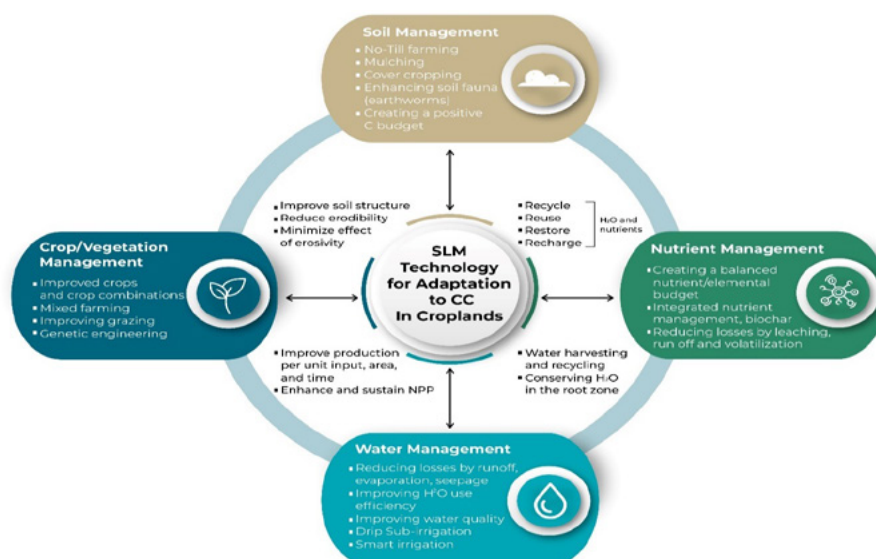 Soil Management
▪ No-Till farming
▪ Mulching
▪ Cover cropping
▪ Enhancing soil fauna
(earthworms)
▪ Creating a positive
C budget
▪ Improve soil structure
▪ Reduce erodibility
▪ Minimize effect
of erosivity
▪ Recycle
▪ Reuse
▪ Restore
▪ Recharge
H₂O and
nutrients
Crop/Vegetation
Management
▪ Improved crops
and crop combinations
▪ Mixed farming
▪ Improving grazing
▪ Genetic engineering
SLM
Technology
for Adaptation
to CC
In Croplands
Nutrient Management
▪ Creating a balanced
nutrient/elemental
budget
▪ Integrated nutrient
management, biochar
▪ Reducing losses by leaching,
run off and volatilization
▪ Improve production
per unit input, area,
and time
▪ Enhance and sustain NPP
▪ Water harvesting
and recycling
▪ Conserving H₂O
in the root zone
Water Management
▪ Reducing losses by runoff,
evaporation, seepage
▪ Improving H²O use
efficiency
▪ Improving water quality
▪ Drip Sub-irrigation
▪ Smart irrigation